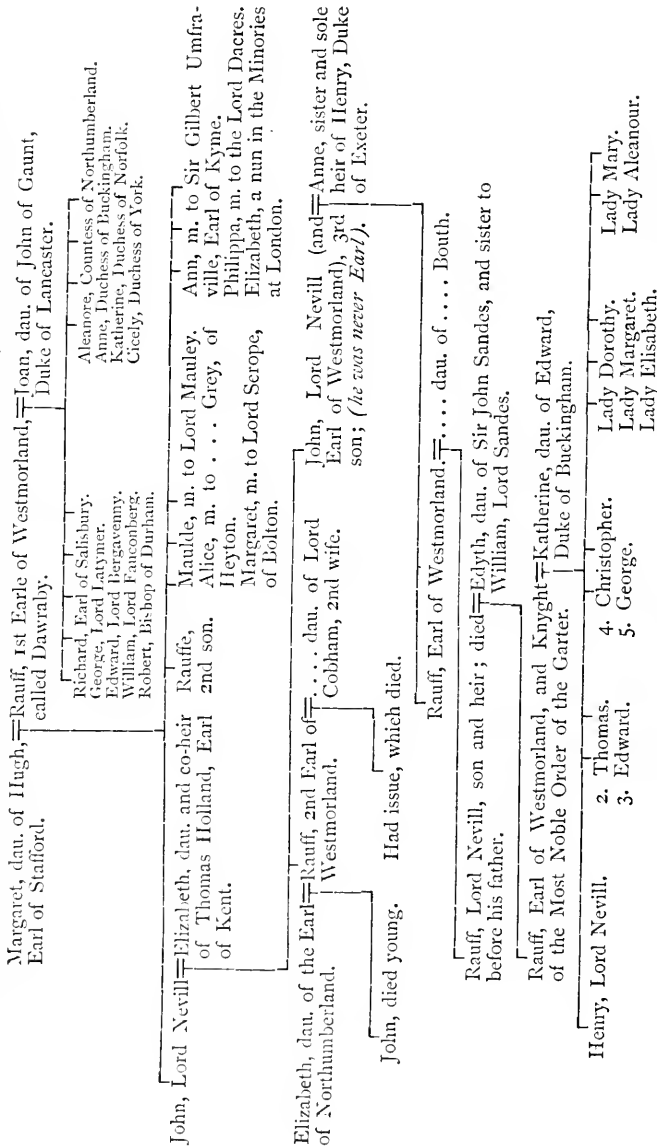 Margaret, dau. of Hugh,
Earl of Stafford.
Rauff, 1st Earle of Westmorland,
called Dawraby.
Joan, dau. of John of Gaunt,
Duke of Lancaster.
Richard, Earl of Salisbury.
George, Lord Latymer.
Edward, Lord Bergavenny.
William, Lord Fauconberg.
Robert, Bishop of Durham.
Aleanore, Countess of Northumberland.
Anne, Duchess of Buckingham.
Katherine, Duchess of Norfolk.
Cicely, Duchess of York.
John, Lord Nevill
Elizabeth, dau. and co-heir
of Thomas Holland, Earl
of Kent.
Rauffe,
2nd son.
Maulde, m. to Lord Mauley.
Alice, m. to . . . Grey, of
Heyton.
Margaret, m. to Lord Scrope,
of Bolton.
Ann, m. to Sir Gilbert Umfra-
ville, Earl of Kyme.
Philippa, m. to the Lord Dacres.
Elizabeth, a nun in the Minories
at London.
Elizabeth, dau. of the Earl
of Northumberland.
Rauff, 2nd Earl of
Westmorland.
. . . . dau. of Lord
Cobham, 2nd wife.
John, Lord Nevill (and
Earl of Westmorland), 3rd
son; (he was never Earl).
Anne, sister and sole
heir of Henry, Duke
of Exeter.
John, died young.
Had issue, which died.
Rauff, Earl of Westmorland.
. . . . dau. of . . . . Bouth.
Rauff, Lord Nevill, son and heir; died
before his father.
Edyth, dau. of Sir John Sandes, and sister to
William, Lord Sandes.
Rauff, Earl of Westmorland, and Knyght
of the Most Noble Order of the Garter.
Katherine, dau. of Edward,
Duke of Buckingham.
Henry, Lord Nevill.
2. Thomas.
3. Edward.
4. Christopher.
5. George.
Lady Dorothy.
Lady Margaret.
Lady Elisabeth.
Lady Mary.
Lady Aleanour.